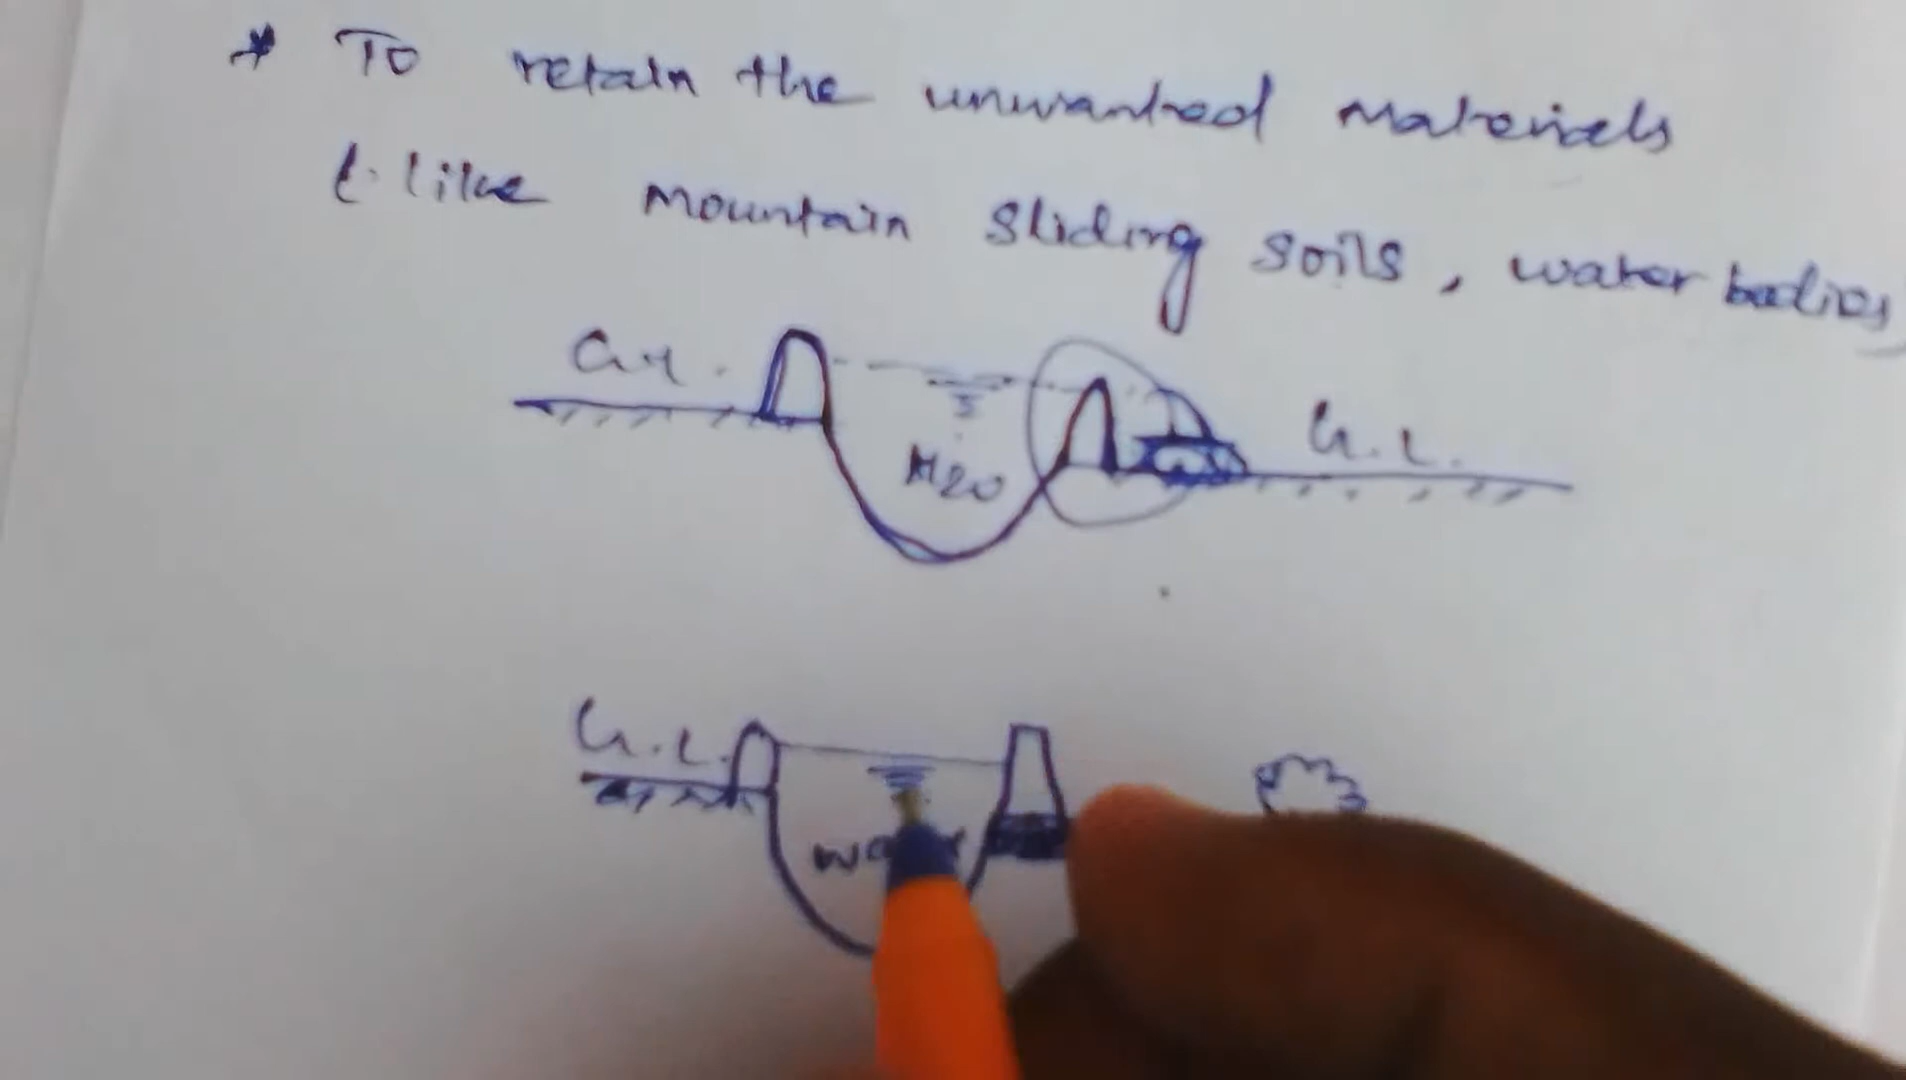 * To retain the unwanted materials
like mountain sliding soils, water bodies,
G.L.
H2O
G.L.
G.L.